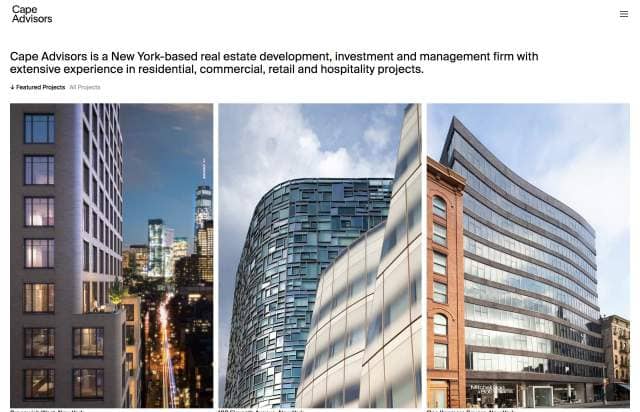 Cape
Advisors
Cape Advisors is a New York-based real estate development, investment and management firm with
extensive experience in residential, commercial, retail and hospitality projects.
↓ Featured Projects All Projects